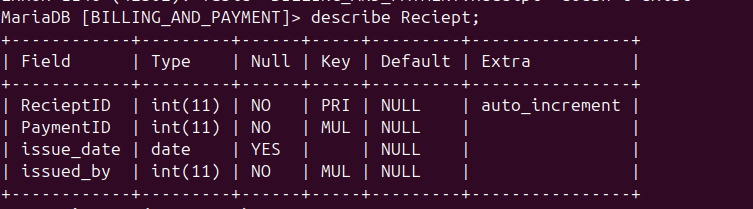 MariaDB [BILLING_AND_PAYMENT]> describe Reciept;
+------------+---------+------+-----+---------+----------------+
| Field      | Type    | Null | Key | Default | Extra          |
+------------+---------+------+-----+---------+----------------+
| RecieptID  | int(11) | NO   | PRI | NULL    | auto_increment |
| PaymentID  | int(11) | NO   | MUL | NULL    |                |
| issue_date | date    | YES  |     | NULL    |                |
| issued_by  | int(11) | NO   | MUL | NULL    |                |
+------------+---------+------+-----+---------+----------------+